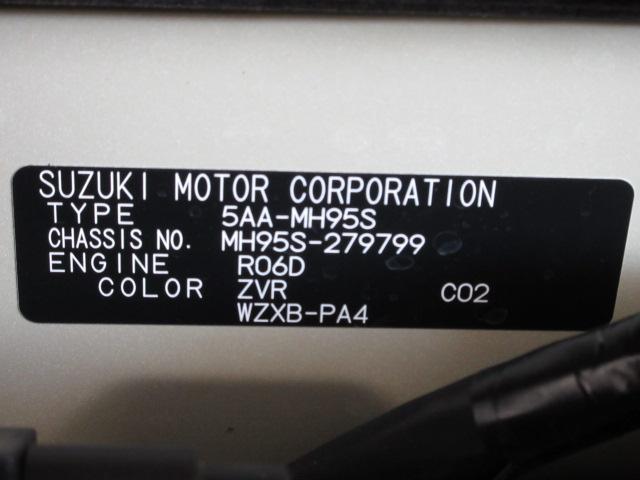 SUZUKI MOTOR CORPORATION
TYPE 5AA-MH95S
CHASSIS NO. MH95S-279799
ENGINE R06D
COLOR ZVR C02
WZXB-PA4